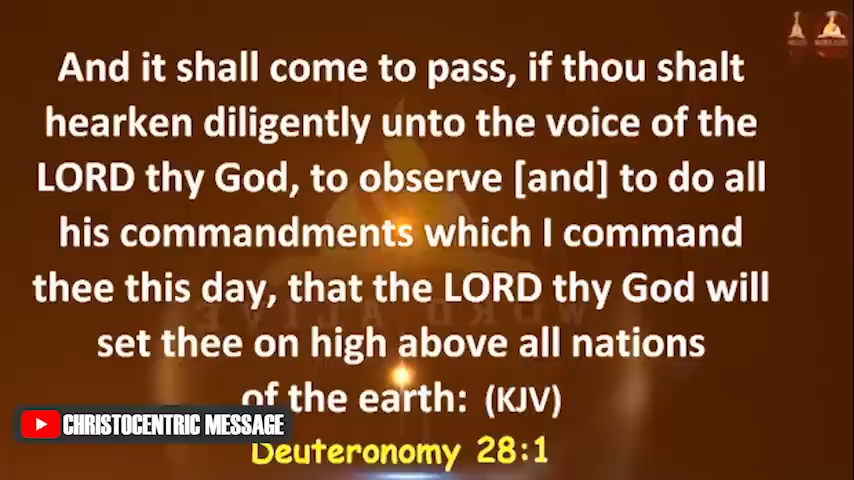 And it shall come to pass, if thou shalt
hearken diligently unto the voice of the
LORD thy God, to observe [and] to do all
his commandments which I command
thee this day, that the LORD thy God will
set thee on high above all nations
of the earth: (KJV)
CHRISTOCENTRIC MESSAGE
Deuteronomy 28:1
WORD ALIVE